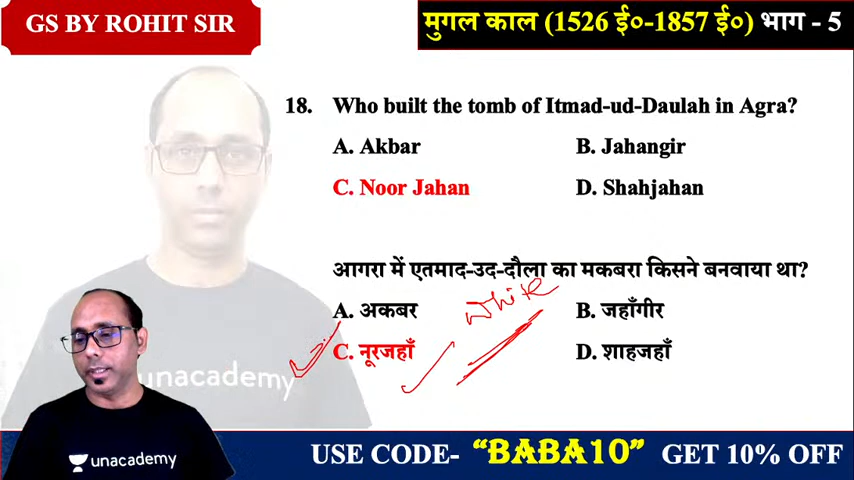 GS BY ROHIT SIR
मुगल काल (1526 ई०-1857 ई०) भाग - 5
18. Who built the tomb of Itmad-ud-Daulah in Agra?
A. Akbar B. Jahangir
C. Noor Jahan D. Shahjahan
आगरा में एतमाद-उद-दौला का मकबरा किसने बनवाया था?
White
A. अकबर B. जहाँगीर
C. नूरजहाँ D. शाहजहाँ
unacademy
unacademy
USE CODE- “BABA10” GET 10% OFF